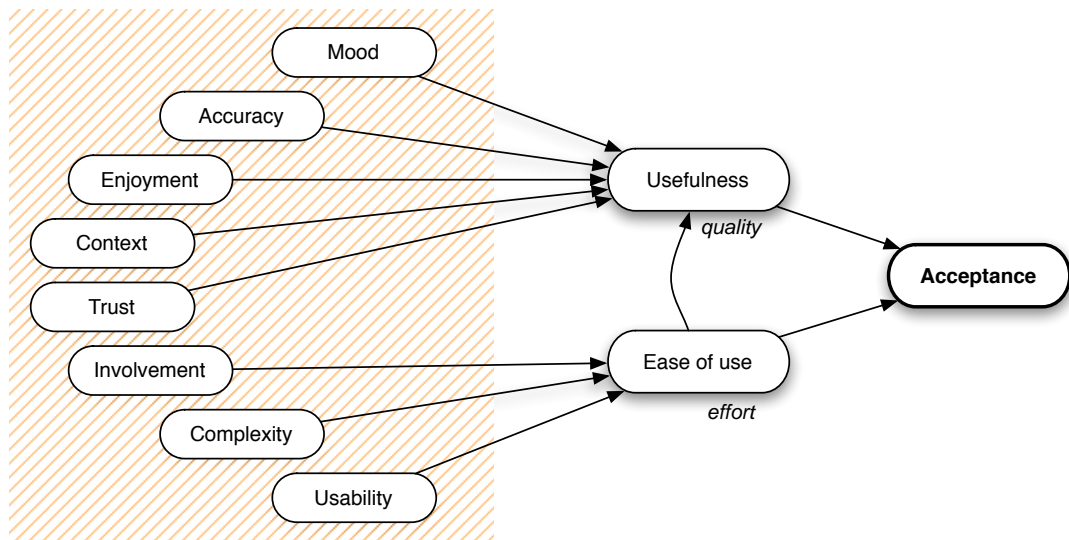 Mood
Accuracy
Enjoyment
Usefulness
Context
quality
Acceptance
Trust
Involvement
Ease of use
effort
Complexity
Usability